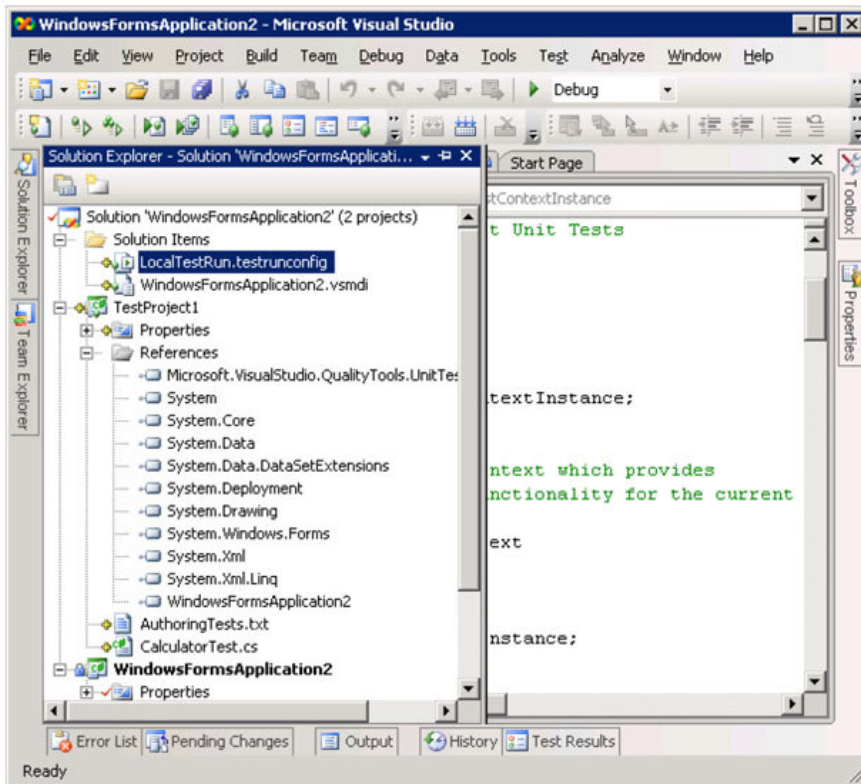 WindowsFormsApplication2 - Microsoft Visual Studio
File Edit View Project Build Team Debug Data Tools Test Analyze Window Help
Debug
Solution Explorer - Solution 'WindowsFormsApplicati...
Start Page
Solution Explorer
Team Explorer
Toolbox
Properties
Solution 'WindowsFormsApplication2' (2 projects)
Solution Items
LocalTestRun.testrunconfig
WindowsFormsApplication2.vsmdi
TestProject1
Properties
References
Microsoft.VisualStudio.QualityTools.UnitTes
System
System.Core
System.Data
System.Data.DataSetExtensions
System.Deployment
System.Drawing
System.Windows.Forms
System.Xml
System.Xml.Linq
WindowsFormsApplication2
AuthoringTests.txt
CalculatorTest.cs
WindowsFormsApplication2
Properties
stContextInstance
t Unit Tests
textInstance;
ntext which provides
nctionality for the current
ext
nstance;
Error List Pending Changes Output History Test Results
Ready